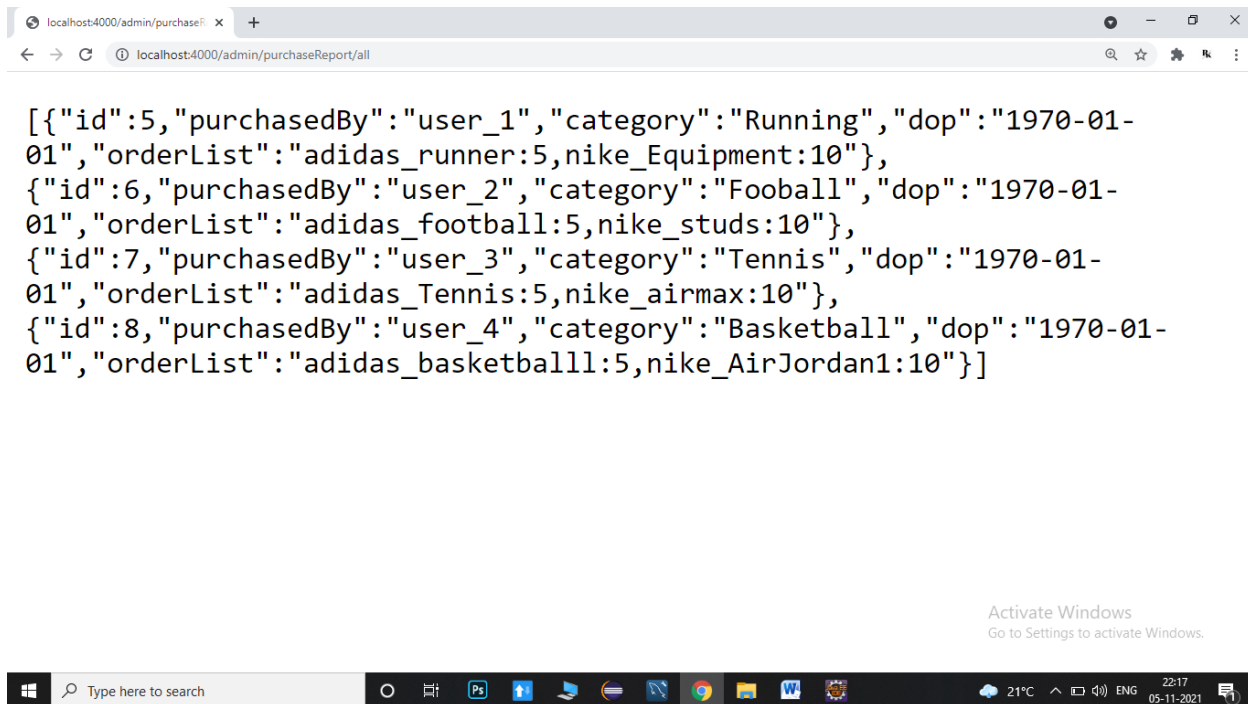 localhost:4000/admin/purchaseR
localhost:4000/admin/purchaseReport/all
[{"id":5,"purchasedBy":"user_1","category":"Running","dop":"1970-01-
01","orderList":"adidas_runner:5,nike_Equipment:10"},
{"id":6,"purchasedBy":"user_2","category":"Fooball","dop":"1970-01-
01","orderList":"adidas_football:5,nike_studs:10"},
{"id":7,"purchasedBy":"user_3","category":"Tennis","dop":"1970-01-
01","orderList":"adidas_Tennis:5,nike_airmax:10"},
{"id":8,"purchasedBy":"user_4","category":"Basketball","dop":"1970-01-
01","orderList":"adidas_basketballl:5,nike_AirJordan1:10"}]
Activate Windows
Go to Settings to activate Windows.
Type here to search
Ps
W
21°C
ENG
22:17
05-11-2021
1